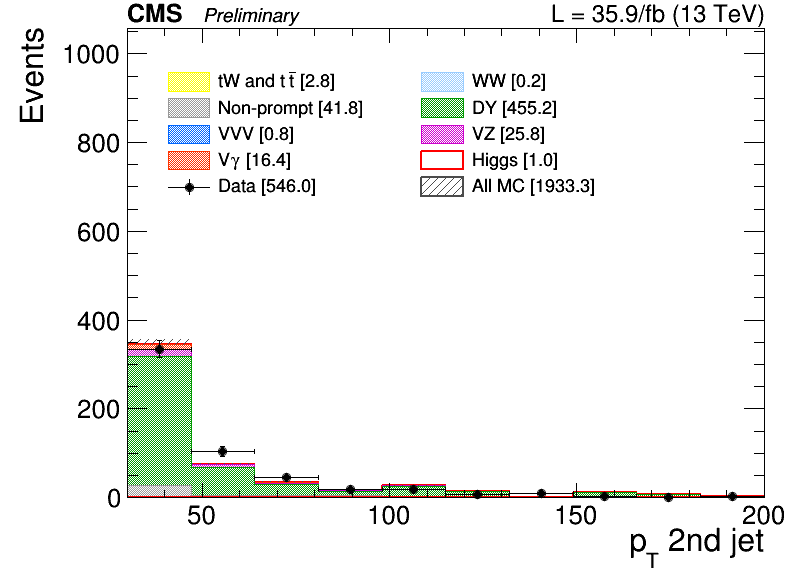 CMS Preliminary L = 35.9/fb (13 TeV)
Events
1000
800
600
400
200
0
tW and t t̅ [2.8]
Non-prompt [41.8]
VVV [0.8]
Vγ [16.4]
Data [546.0]
WW [0.2]
DY [455.2]
VZ [25.8]
Higgs [1.0]
All MC [1933.3]
50 100 150 200
p_T 2nd jet